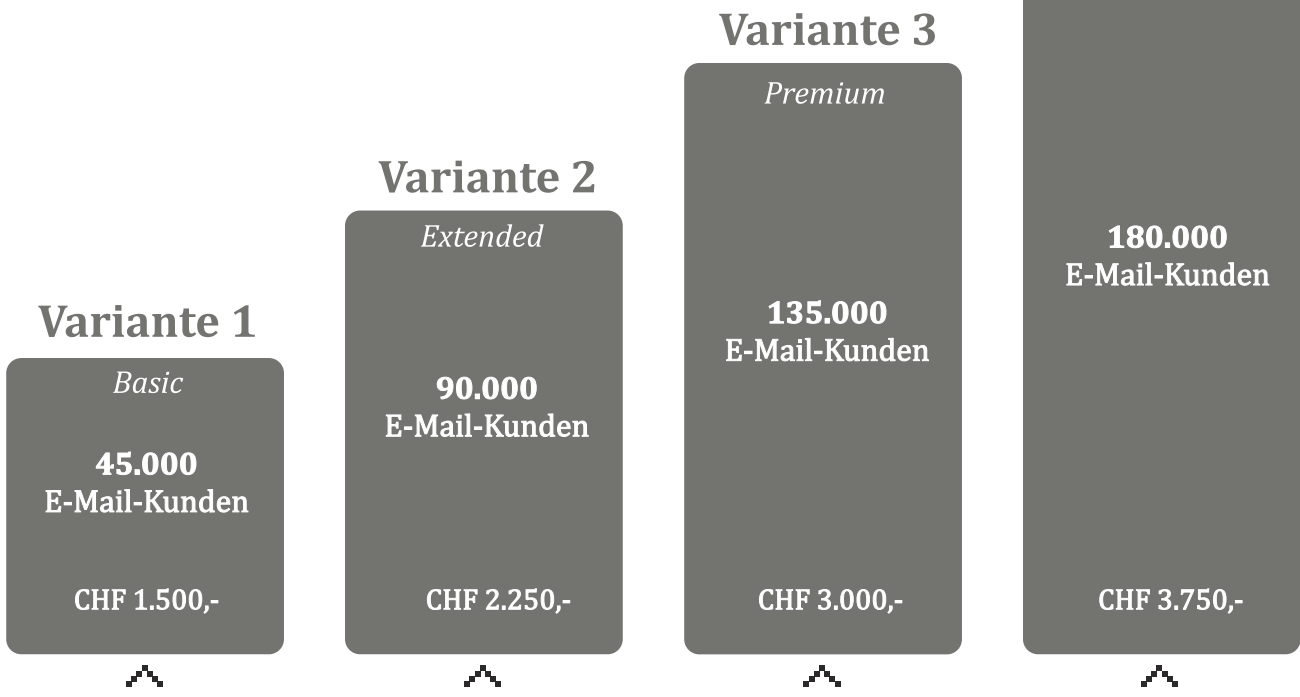 Variante 1
Basic
45.000
E-Mail-Kunden
CHF 1.500,-
Variante 2
Extended
90.000
E-Mail-Kunden
CHF 2.250,-
Variante 3
Premium
135.000
E-Mail-Kunden
CHF 3.000,-
180.000
E-Mail-Kunden
CHF 3.750,-